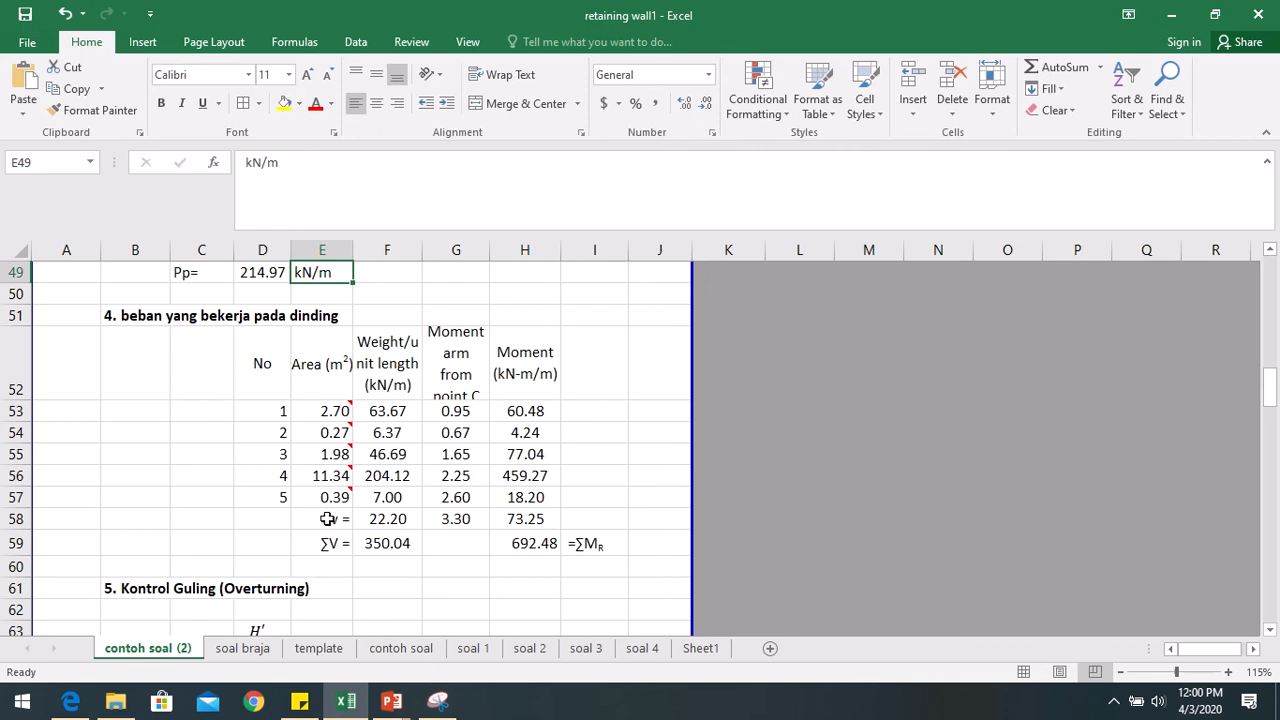 retaining wall1 - Excel
File Home Insert Page Layout Formulas Data Review View Tell me what you want to do... Sign in Share
Paste Cut Copy Format Painter
Calibri 11 B I U A A A
Wrap Text Merge & Center
General $ % ,
Conditional Formatting Format as Table Cell Styles
Insert Delete Format
AutoSum Fill Clear Sort & Filter Find & Select
Clipboard Font Alignment Number Styles Cells Editing
E49 fx kN/m
A B C D E F G H I J K L M N O P Q R
49 Pp= 214.97 kN/m
50
51 4. beban yang bekerja pada dinding
52 No Area (m2) Weight/unit length (kN/m) Moment arm from point C Moment (kN-m/m)
53 1 2.70 63.67 0.95 60.48
54 2 0.27 6.37 0.67 4.24
55 3 1.98 46.69 1.65 77.04
56 4 11.34 204.12 2.25 459.27
57 5 0.39 7.00 2.60 18.20
58 = 22.20 3.30 73.25
59 ∑V = 350.04 692.48 =∑MR
60
61 5. Kontrol Guling (Overturning)
62
63 H'
contoh soal (2) soal braja template contoh soal soal 1 soal 2 soal 3 soal 4 Sheet1
Ready 115%
12:00 PM
4/3/2020